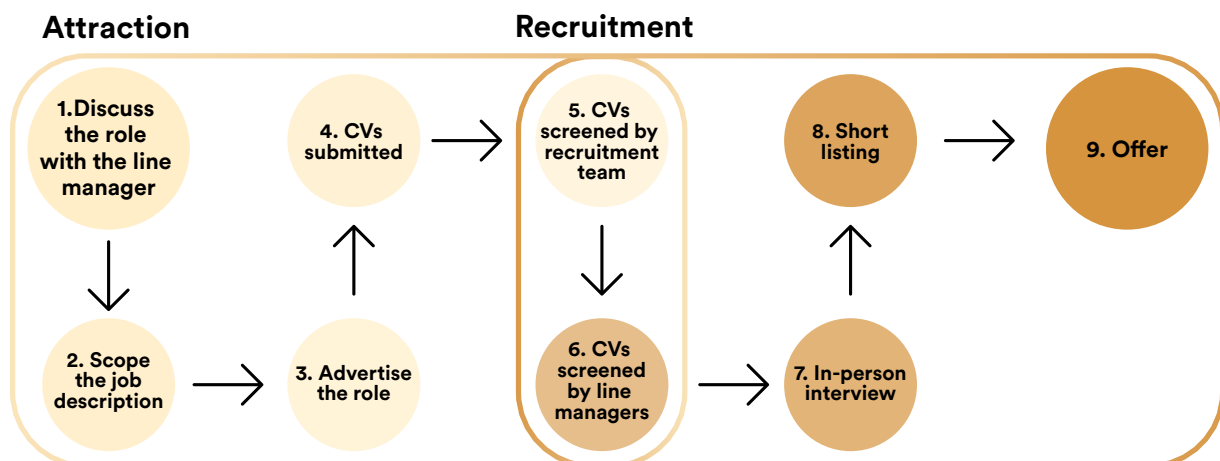 Attraction
Recruitment
1.Discuss
the role
with the line
manager
2. Scope
the job
description
3. Advertise
the role
4. CVs
submitted
5. CVs
screened by
recruitment
team
6. CVs
screened
by line
managers
7. In-person
interview
8. Short
listing
9. Offer